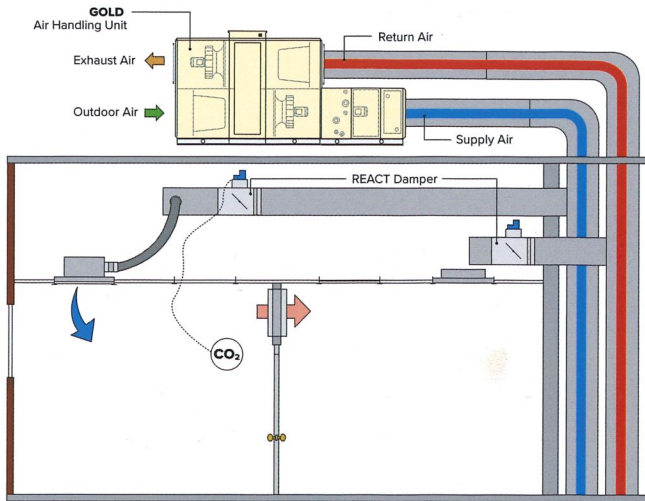 GOLD
Air Handling Unit
Return Air
Exhaust Air
Outdoor Air
Supply Air
REACT Damper
CO₂